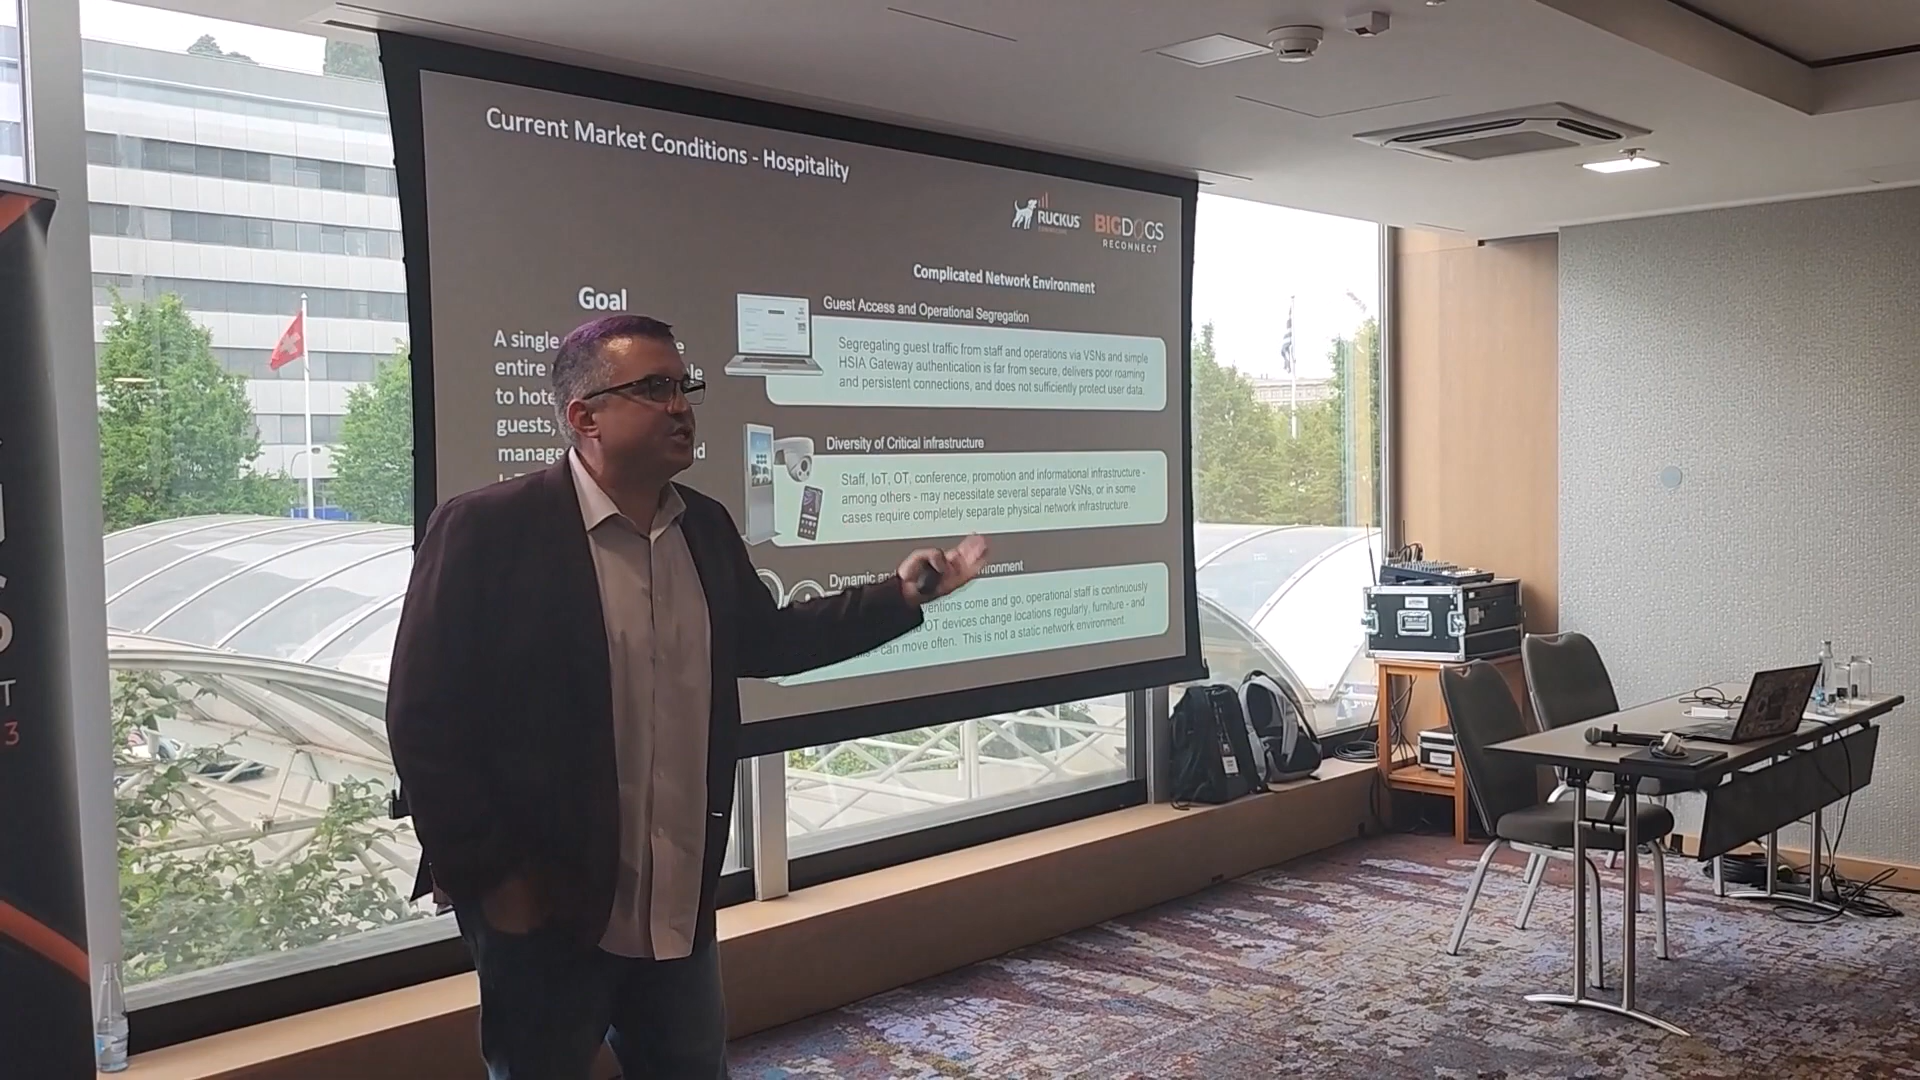 Current Market Conditions - Hospitality
RUCKUS
BIGDOGS
RECONNECT
Goal
A single
entire
to hote
guests,
manage
Complicated Network Environment
Guest Access and Operational Segregation
Segregating guest traffic from staff and operations via VSNs and simple
HSIA Gateway authentication is far from secure, delivers poor roaming
and persistent connections, and does not sufficiently protect user data.
Diversity of Critical infrastructure
Staff, IoT, OT, conference, promotion and informational infrastructure -
among others - may necessitate several separate VSNs, or in some
cases require completely separate physical network infrastructure.
Dynamic and
ventions come and go, operational staff is continuously
OT devices change locations regularly, furniture - and
- can move often. This is not a static network environment
T
3